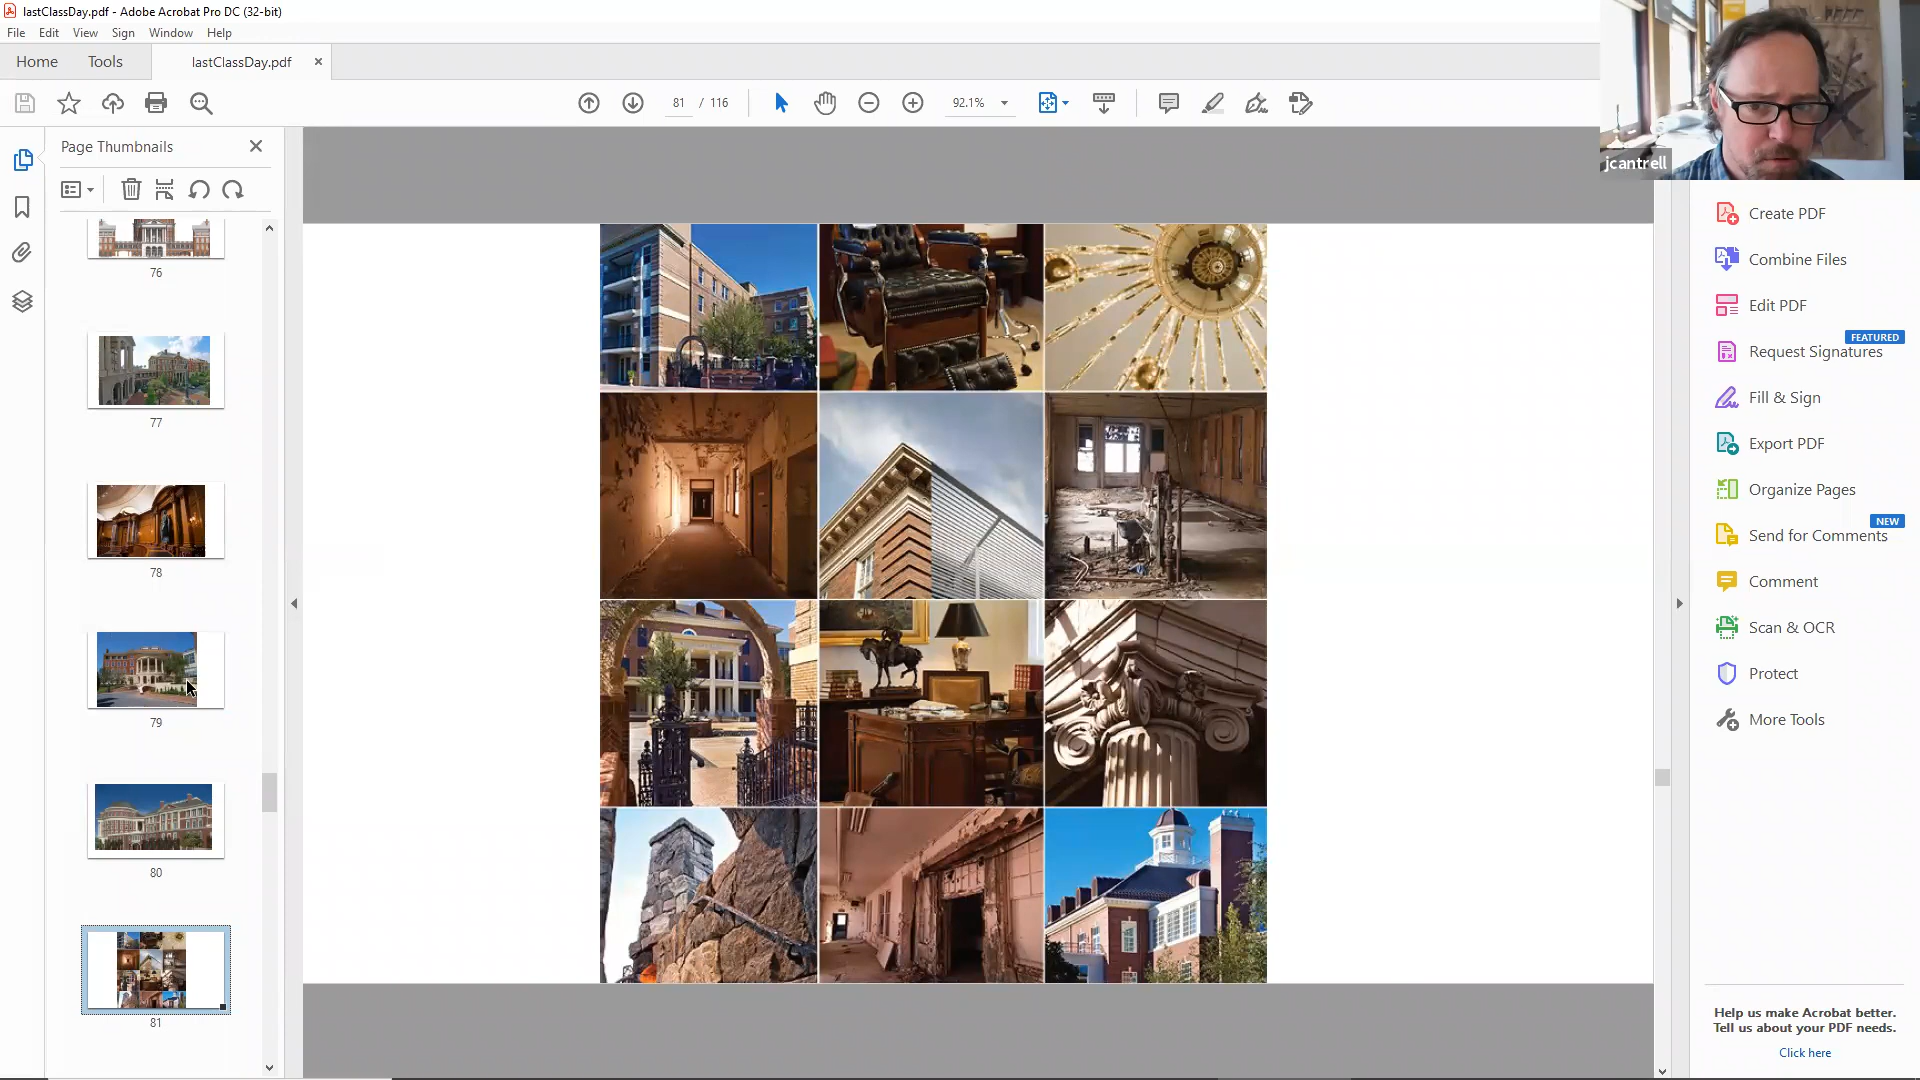 lastClassDay.pdf - Adobe Acrobat Pro DC (32-bit)
File Edit View Sign Window Help
Home Tools lastClassDay.pdf
81 / 116 92.1%
jcantrell
Page Thumbnails
76
77
78
79
80
81
Create PDF
Combine Files
Edit PDF
FEATURED
Request Signatures
Fill & Sign
Export PDF
Organize Pages
NEW
Send for Comments
Comment
Scan & OCR
Protect
More Tools
Help us make Acrobat better.
Tell us about your PDF needs.
Click here